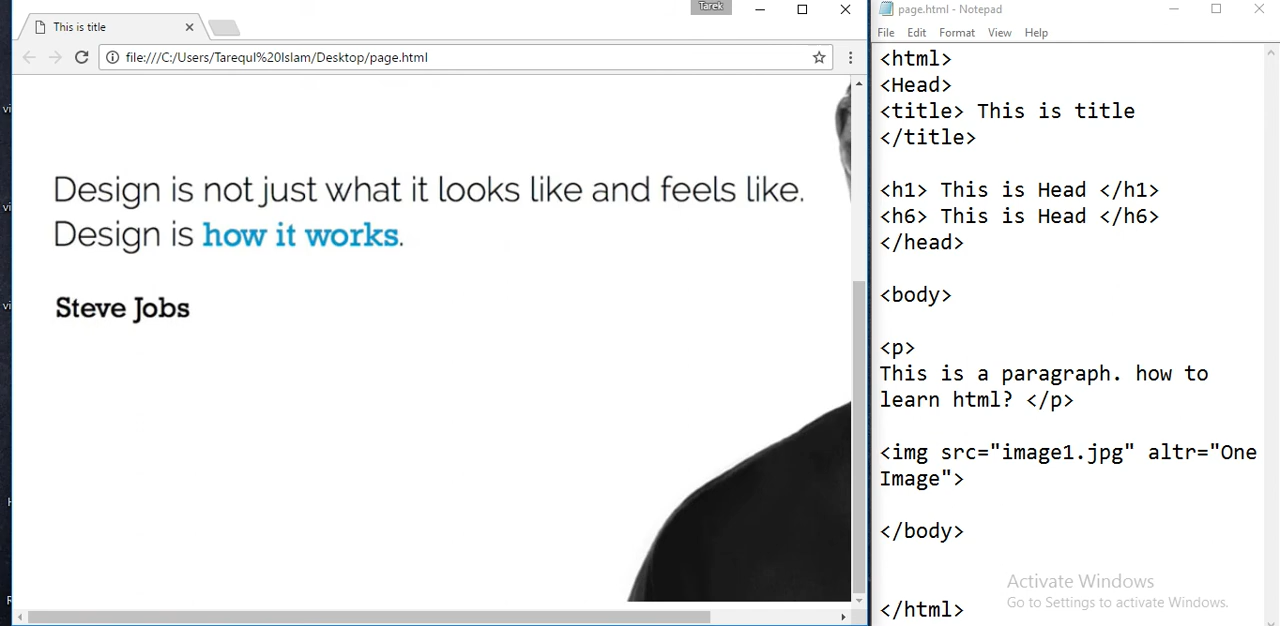 Tarek
This is title
file:///C:/Users/Tarequl%20Islam/Desktop/page.html
Design is not just what it looks like and feels like.
Design is how it works.
Steve Jobs
page.html - Notepad
File Edit Format View Help
<html>
<Head>
<title> This is title
</title>
<h1> This is Head </h1>
<h6> This is Head </h6>
</head>
<body>
<p>
This is a paragraph. how to
learn html? </p>
<img src="image1.jpg" altr="One
Image">
</body>
</html>
Activate Windows
Go to Settings to activate Windows.